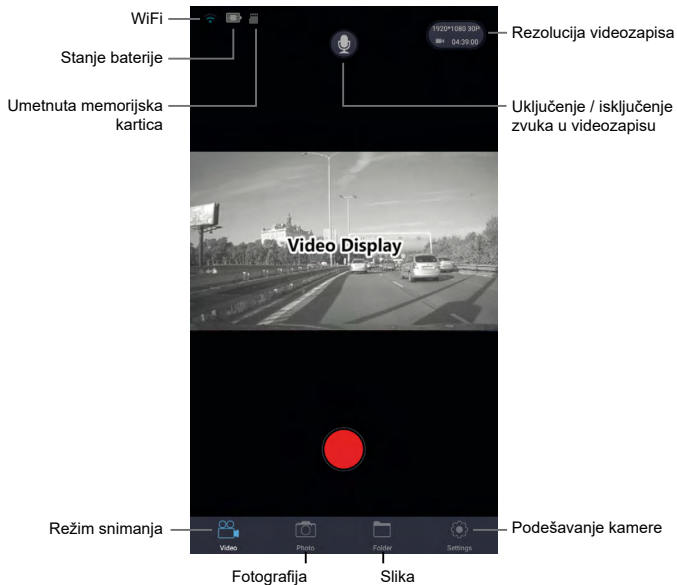 WiFi
Stanje baterije
Umetnuta memorijska
kartica
1920*1080 30P
04:39:00
Rezolucija videozapisa
Uključenje / isključenje
zvuka u videozapisu
Video Display
Režim snimanja
Video
Photo
Folder
Settings
Podešavanje kamere
Fotografija
Slika